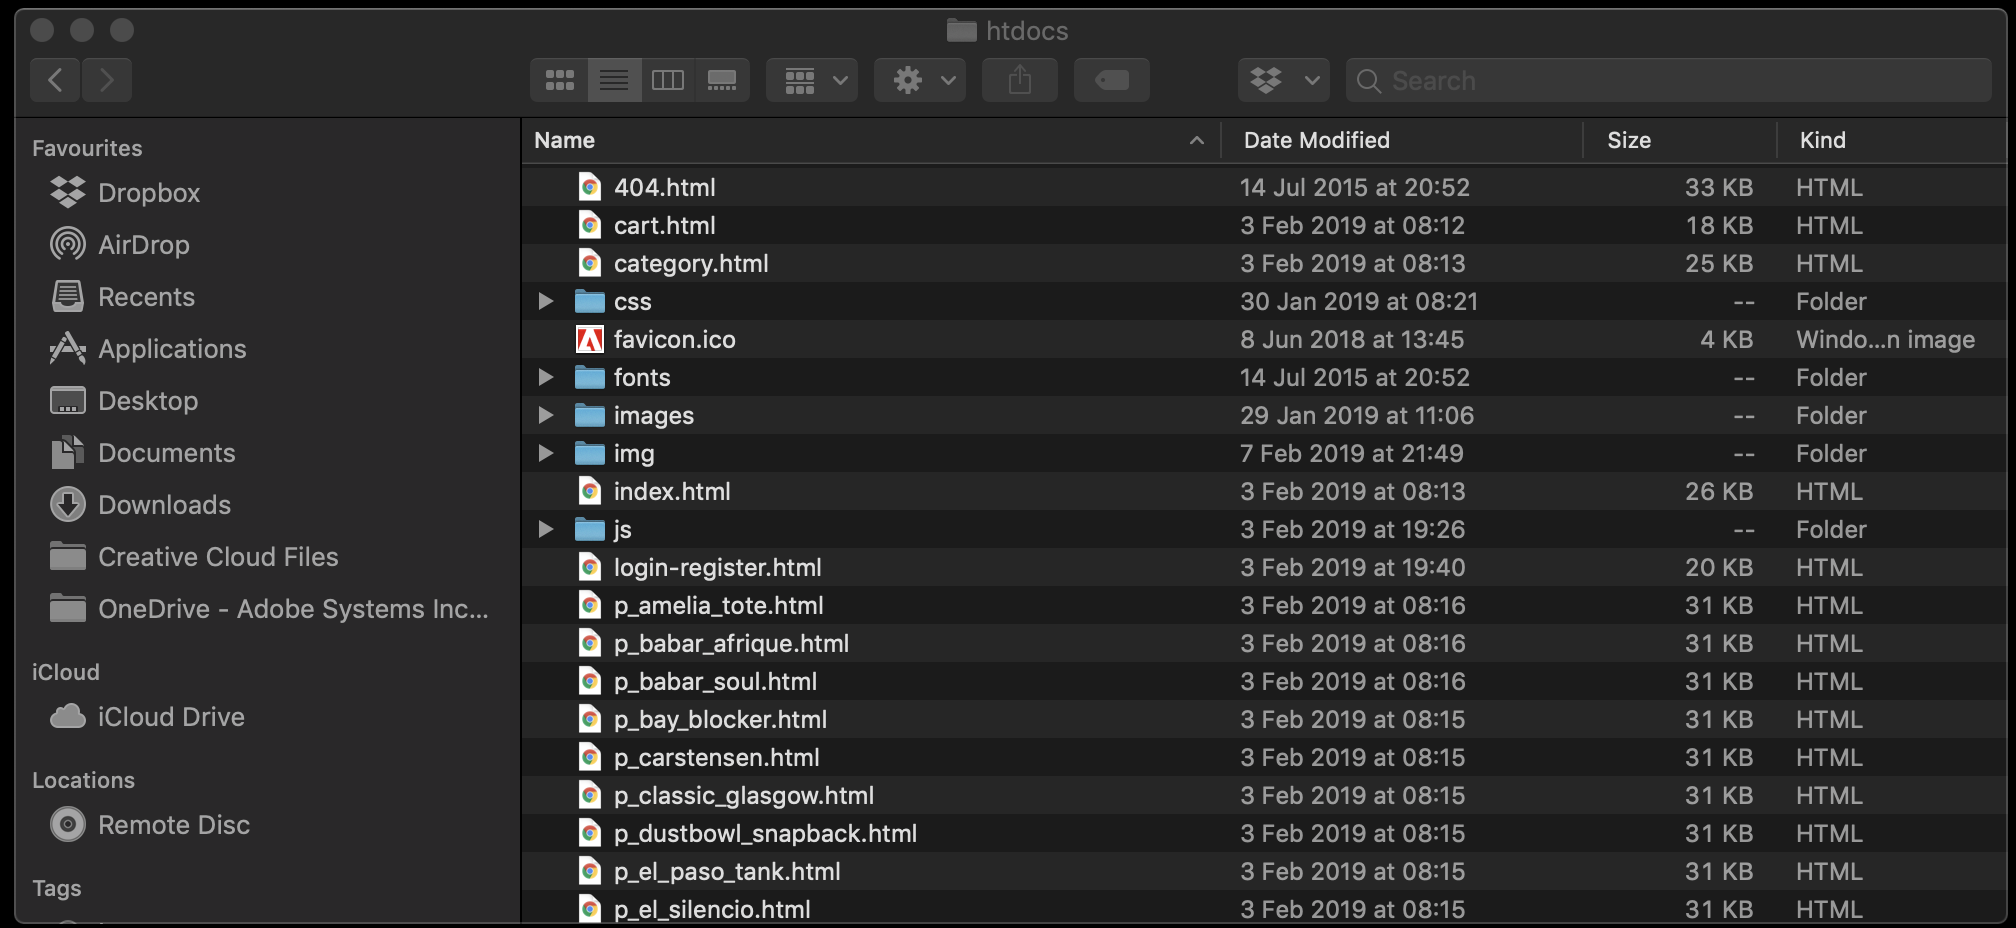 htdocs
Search
Favourites
Dropbox
AirDrop
Recents
Applications
Desktop
Documents
Downloads
Creative Cloud Files
OneDrive - Adobe Systems Inc...
iCloud
iCloud Drive
Locations
Remote Disc
Tags
Name Date Modified Size Kind
404.html 14 Jul 2015 at 20:52 33 KB HTML
cart.html 3 Feb 2019 at 08:12 18 KB HTML
category.html 3 Feb 2019 at 08:13 25 KB HTML
css 30 Jan 2019 at 08:21 -- Folder
favicon.ico 8 Jun 2018 at 13:45 4 KB Windo...n image
fonts 14 Jul 2015 at 20:52 -- Folder
images 29 Jan 2019 at 11:06 -- Folder
img 7 Feb 2019 at 21:49 -- Folder
index.html 3 Feb 2019 at 08:13 26 KB HTML
js 3 Feb 2019 at 19:26 -- Folder
login-register.html 3 Feb 2019 at 19:40 20 KB HTML
p_amelia_tote.html 3 Feb 2019 at 08:16 31 KB HTML
p_babar_afrique.html 3 Feb 2019 at 08:16 31 KB HTML
p_babar_soul.html 3 Feb 2019 at 08:16 31 KB HTML
p_bay_blocker.html 3 Feb 2019 at 08:15 31 KB HTML
p_carstensen.html 3 Feb 2019 at 08:15 31 KB HTML
p_classic_glasgow.html 3 Feb 2019 at 08:15 31 KB HTML
p_dustbowl_snapback.html 3 Feb 2019 at 08:15 31 KB HTML
p_el_paso_tank.html 3 Feb 2019 at 08:15 31 KB HTML
p_el_silencio.html 3 Feb 2019 at 08:15 31 KB HTML